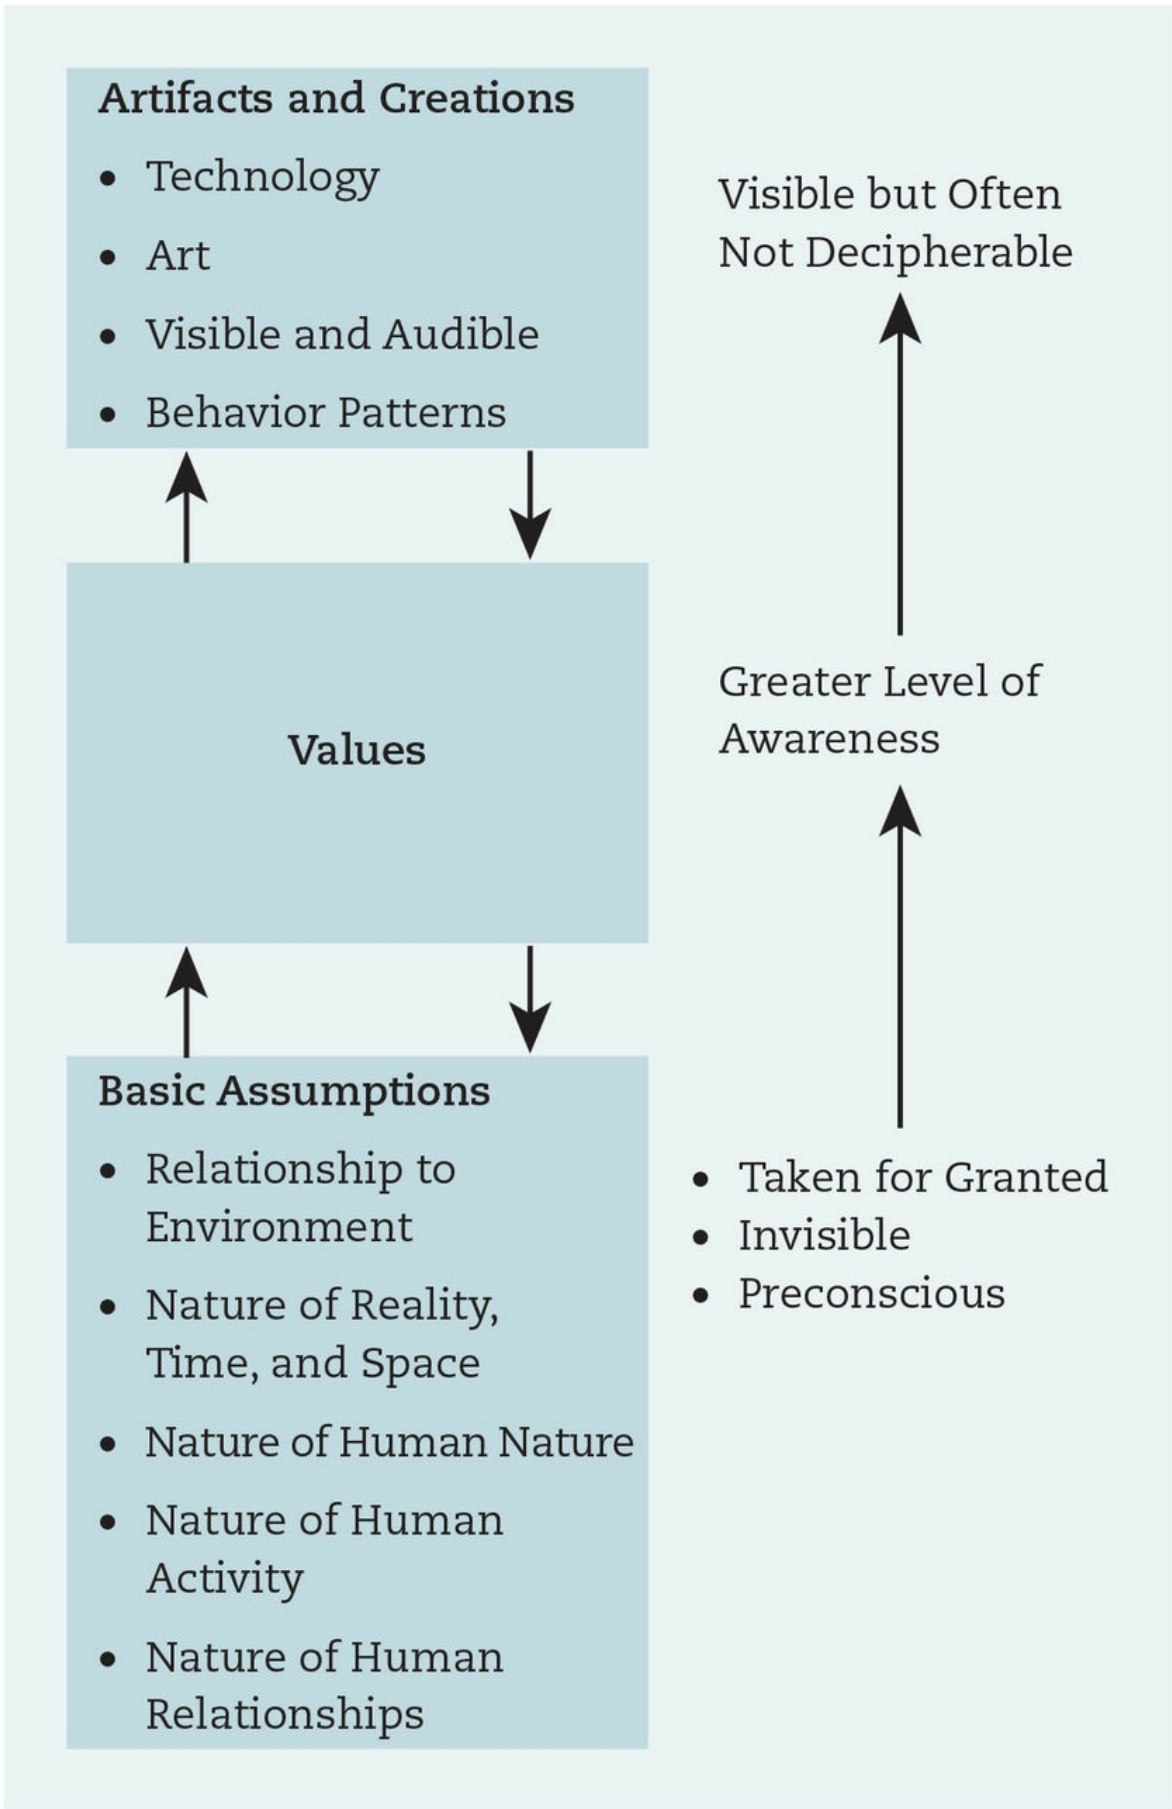 Artifacts and Creations
• Technology
• Art
• Visible and Audible
• Behavior Patterns
Visible but Often
Not Decipherable
Values
Greater Level of
Awareness
Basic Assumptions
• Relationship to
Environment
• Nature of Reality,
Time, and Space
• Nature of Human Nature
• Nature of Human
Activity
• Nature of Human
Relationships
• Taken for Granted
• Invisible
• Preconscious